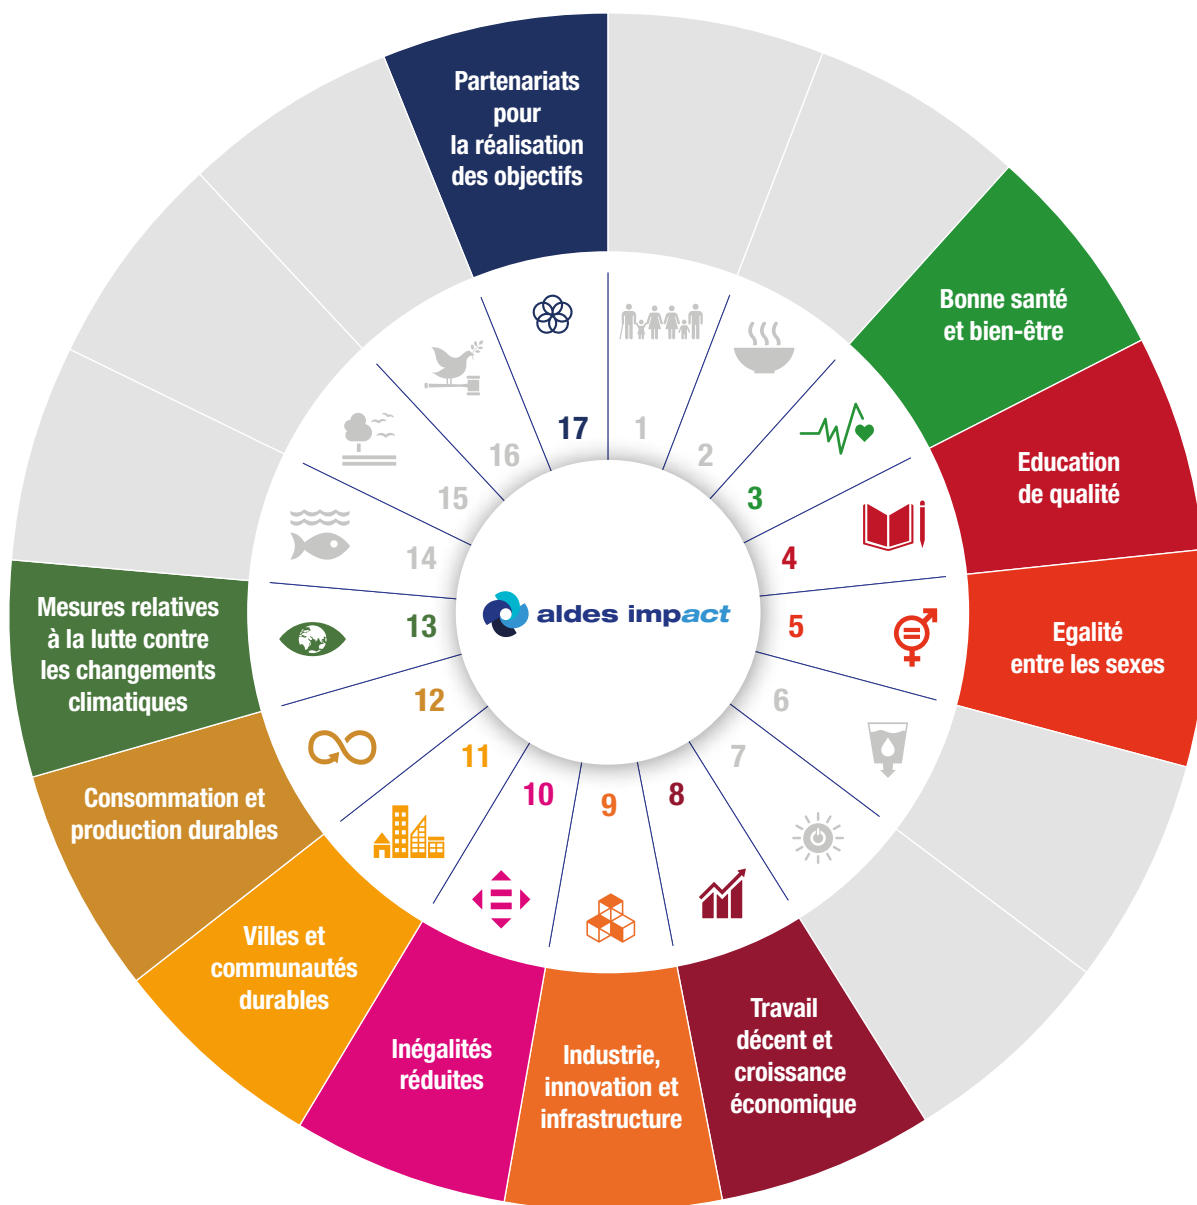 Partenariats
pour
la réalisation
des objectifs
Bonne santé
et bien-être
Education
de qualité
Egalité
entre les sexes
Travail
décent et
croissance
économique
Industrie,
innovation et
infrastructure
Inégalités
réduites
Villes et
communautés
durables
Consommation et
production durables
Mesures relatives
à la lutte contre
les changements
climatiques
1
2
3
4
5
6
7
8
9
10
11
12
13
14
15
16
17
aldes impact